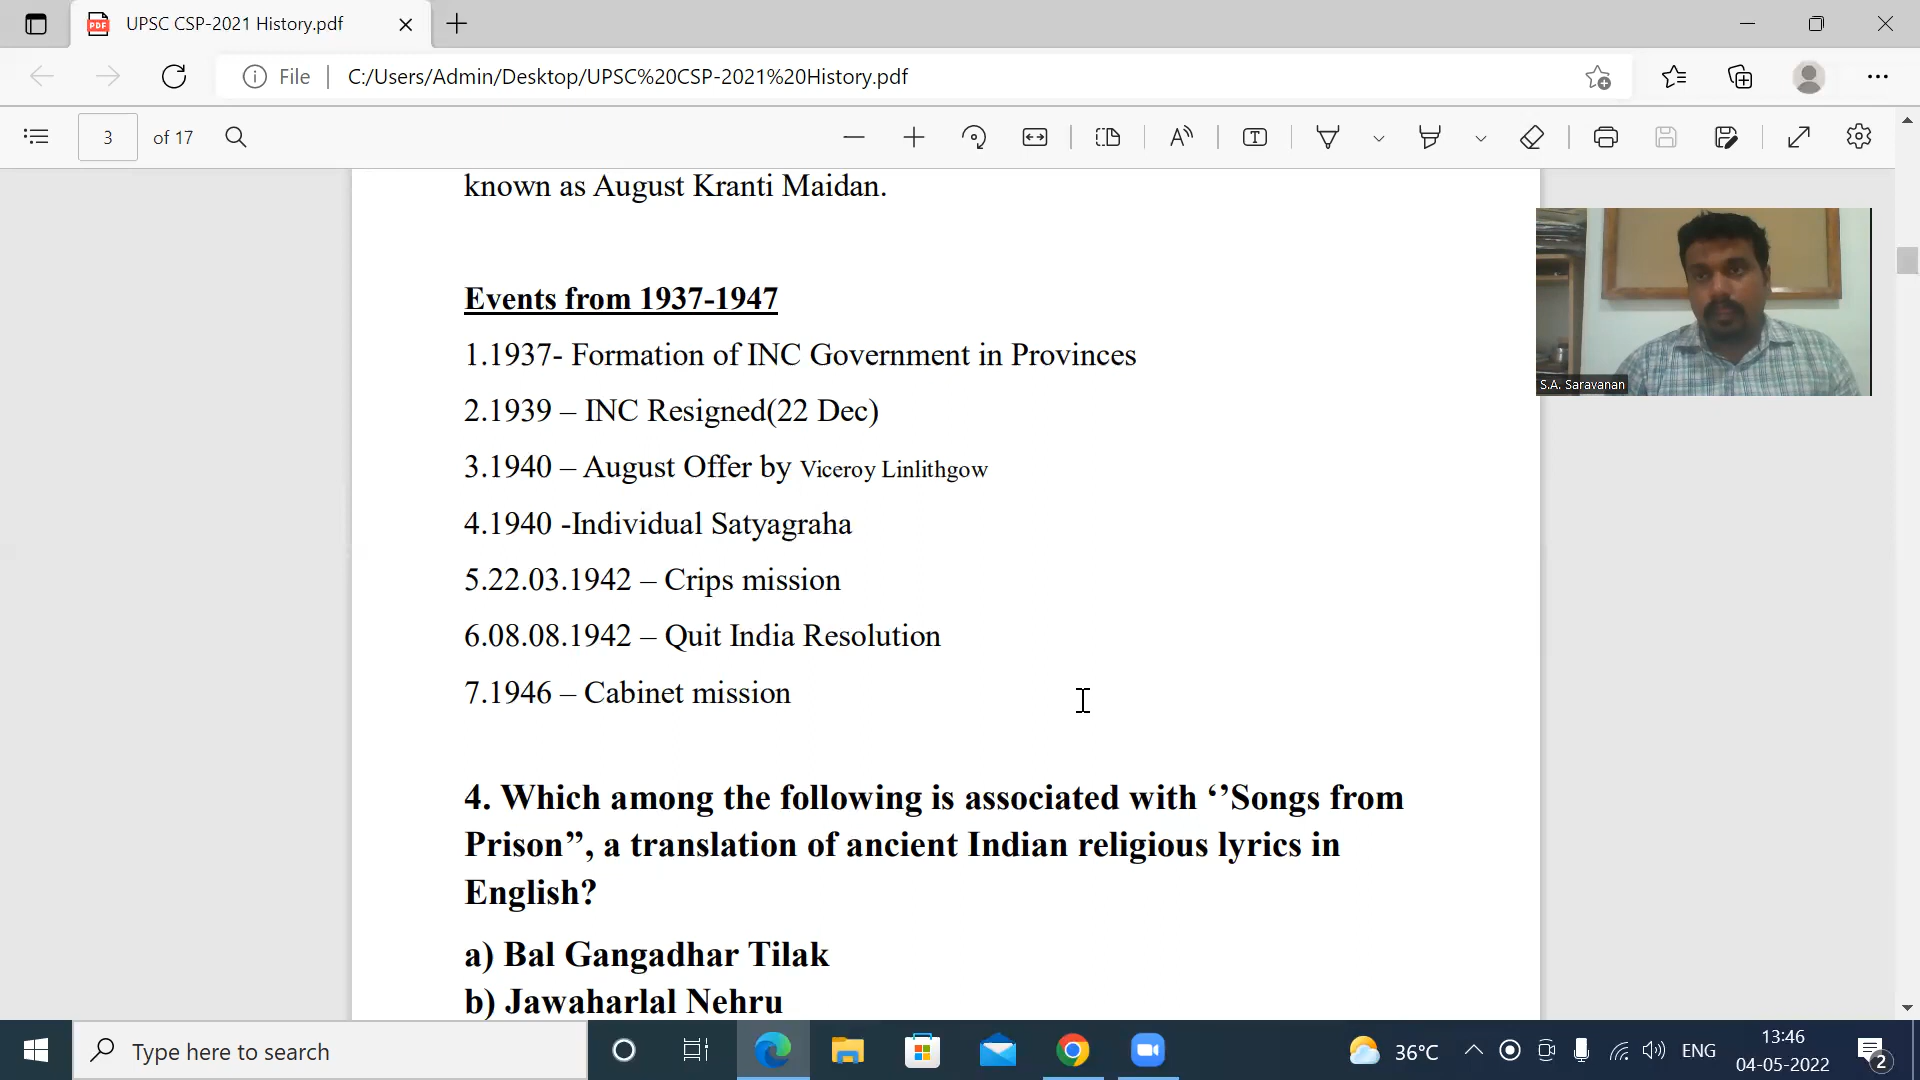 UPSC CSP-2021 History.pdf
File
C:/Users/Admin/Desktop/UPSC%20CSP-2021%20History.pdf
3 of 17
known as August Kranti Maidan.
Events from 1937-1947
1.1937- Formation of INC Government in Provinces
2.1939 – INC Resigned(22 Dec)
3.1940 – August Offer by Viceroy Linlithgow
4.1940 -Individual Satyagraha
5.22.03.1942 – Crips mission
6.08.08.1942 – Quit India Resolution
7.1946 – Cabinet mission
S.A. Saravanan
4. Which among the following is associated with ‘’Songs from
Prison”, a translation of ancient Indian religious lyrics in
English?
a) Bal Gangadhar Tilak
b) Jawaharlal Nehru
Type here to search
36°C
ENG
13:46
04-05-2022
2